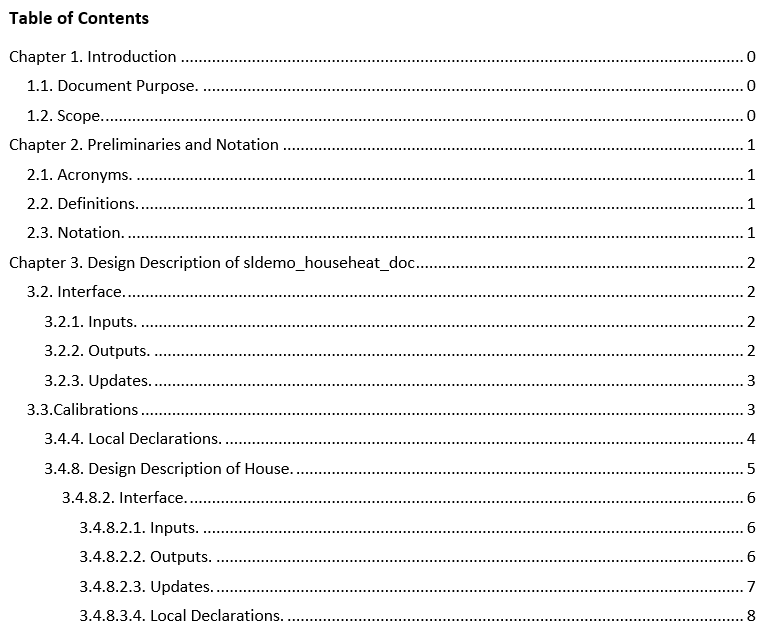 Table of Contents
Chapter 1. Introduction ........ 0
1.1. Document Purpose. ........ 0
1.2. Scope. ........ 0
Chapter 2. Preliminaries and Notation ........ 1
2.1. Acronyms. ........ 1
2.2. Definitions. ........ 1
2.3. Notation. ........ 1
Chapter 3. Design Description of sldemo_househeat_doc ........ 2
3.2. Interface. ........ 2
3.2.1. Inputs. ........ 2
3.2.2. Outputs. ........ 2
3.2.3. Updates. ........ 3
3.3.Calibrations ........ 3
3.4.4. Local Declarations. ........ 4
3.4.8. Design Description of House. ........ 5
3.4.8.2. Interface. ........ 6
3.4.8.2.1. Inputs. ........ 6
3.4.8.2.2. Outputs. ........ 6
3.4.8.2.3. Updates. ........ 7
3.4.8.3.4. Local Declarations. ........ 8